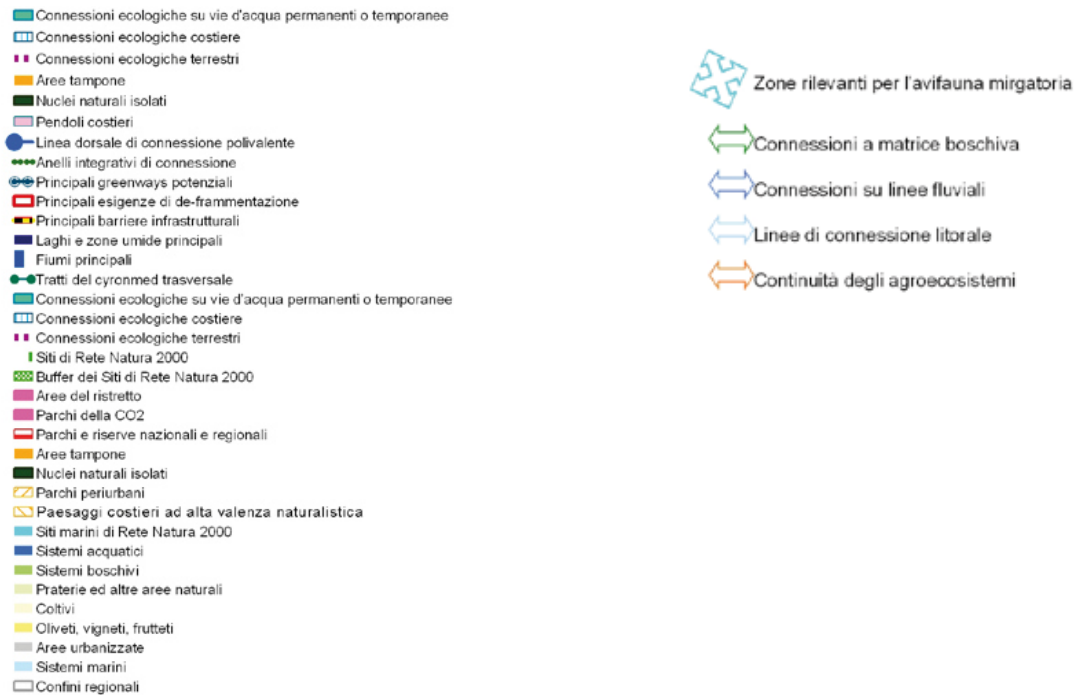 Connessioni ecologiche su vie d'acqua permanenti o temporanee
Connessioni ecologiche costiere
Connessioni ecologiche terrestri
Aree tampone
Nuclei naturali isolati
Pendoli costieri
Linea dorsale di connessione polivalente
Anelli integrativi di connessione
Principali greenways potenziali
Principali esigenze di de-frammentazione
Principali barriere infrastrutturali
Laghi e zone umide principali
Fiumi principali
Tratti del cyronmed trasversale
Connessioni ecologiche su vie d'acqua permanenti o temporanee
Connessioni ecologiche costiere
Connessioni ecologiche terrestri
Siti di Rete Natura 2000
Buffer dei Siti di Rete Natura 2000
Aree del ristretto
Parchi della CO2
Parchi e riserve nazionali e regionali
Aree tampone
Nuclei naturali isolati
Parchi periurbani
Paesaggi costieri ad alta valenza naturalistica
Siti marini di Rete Natura 2000
Sistemi acquatici
Sistemi boschivi
Praterie ed altre aree naturali
Coltivi
Oliveti, vigneti, frutteti
Aree urbanizzate
Sistemi marini
Confini regionali
Zone rilevanti per l'avifauna mirgatoria
Connessioni a matrice boschiva
Connessioni su linee fluviali
Linee di connessione litorale
Continuità degli agroecosistemi